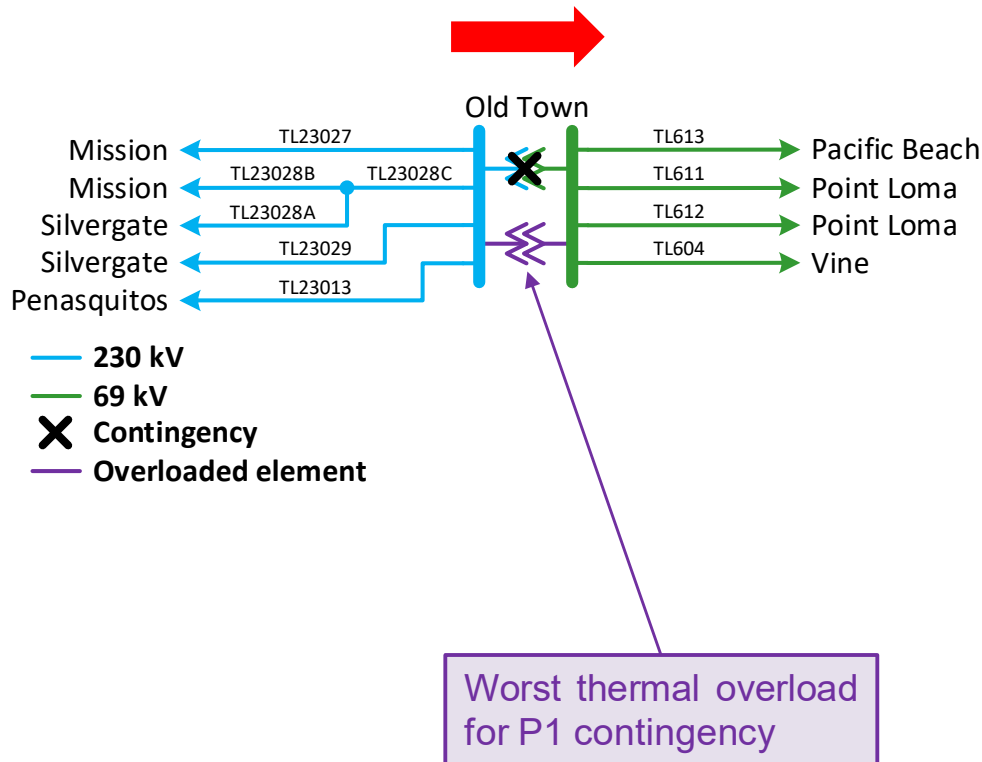 Old Town
Mission
TL23027
TL613
Pacific Beach
Mission
TL23028B
TL23028C
TL611
Point Loma
Silvergate
TL23028A
TL612
Point Loma
Silvergate
TL23029
TL604
Vine
Penasquitos
TL23013
230 kV
69 kV
Contingency
Overloaded element
Worst thermal overload
for P1 contingency